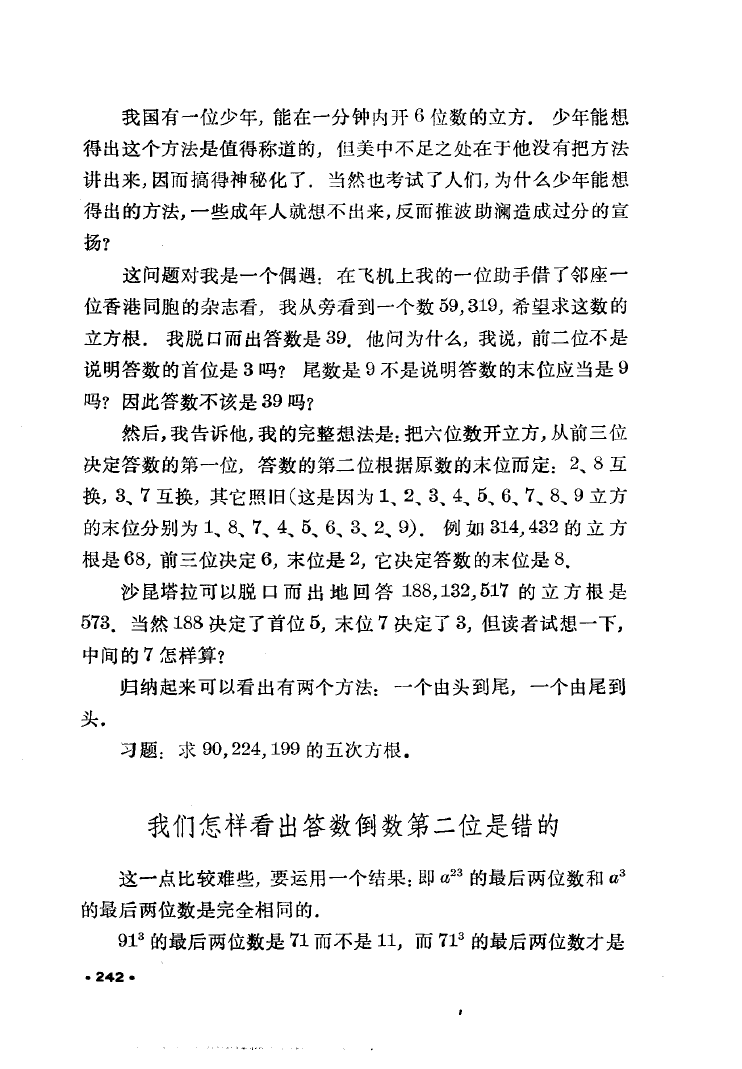 我国有一位少年，能在一分钟内开 6 位数的立方． 少年能想
得出这个方法是值得称道的， 但美中不足之处在于他没有把方法
讲出来，因而搞得神秘化了． 当然也考试了人们，为什么少年能想
得出的方法，一些成年人就想不出来，反而推波助澜造成过分的宣
扬？
这问题对我是一个偶遇： 在飞机上我的一位助手借了邻座一
位香港同胞的杂志看， 我从旁看到一个数 59,319，希望求这数的
立方根． 我脱口而出答数是 39． 他问为什么，我说，前二位不是
说明答数的首位是 3 吗？ 尾数是 9 不是说明答数的末位应当是 9
吗？ 因此答数不该是 39 吗？
然后，我告诉他，我的完整想法是：把六位数开立方，从前三位
决定答数的第一位， 答数的第二位根据原数的末位而定： 2、8 互
换，3、7 互换，其它照旧(这是因为 1、2、3、4、5、6、7、8、9 立方
的末位分别为 1、8、7、4、5、6、3、2、9)． 例如 314,432 的立方
根是 68，前三位决定 6，末位是 2，它决定答数的末位是 8．
沙昆塔拉可以脱口而出地回答 188,132,517 的立方根是
573． 当然 188 决定了首位 5，末位 7 决定了 3，但读者试想一下，
中间的 7 怎样算？
归纳起来可以看出有两个方法： 一个由头到尾，一个由尾到
头．
习题：求 90,224,199 的五次方根．
我们怎样看出答数倒数第二位是错的
这一点比较难些，要运用一个结果：即 a²³ 的最后两位数和 a³
的最后两位数是完全相同的．
91³ 的最后两位数是 71 而不是 11，而 71³ 的最后两位数才是
• 242 •